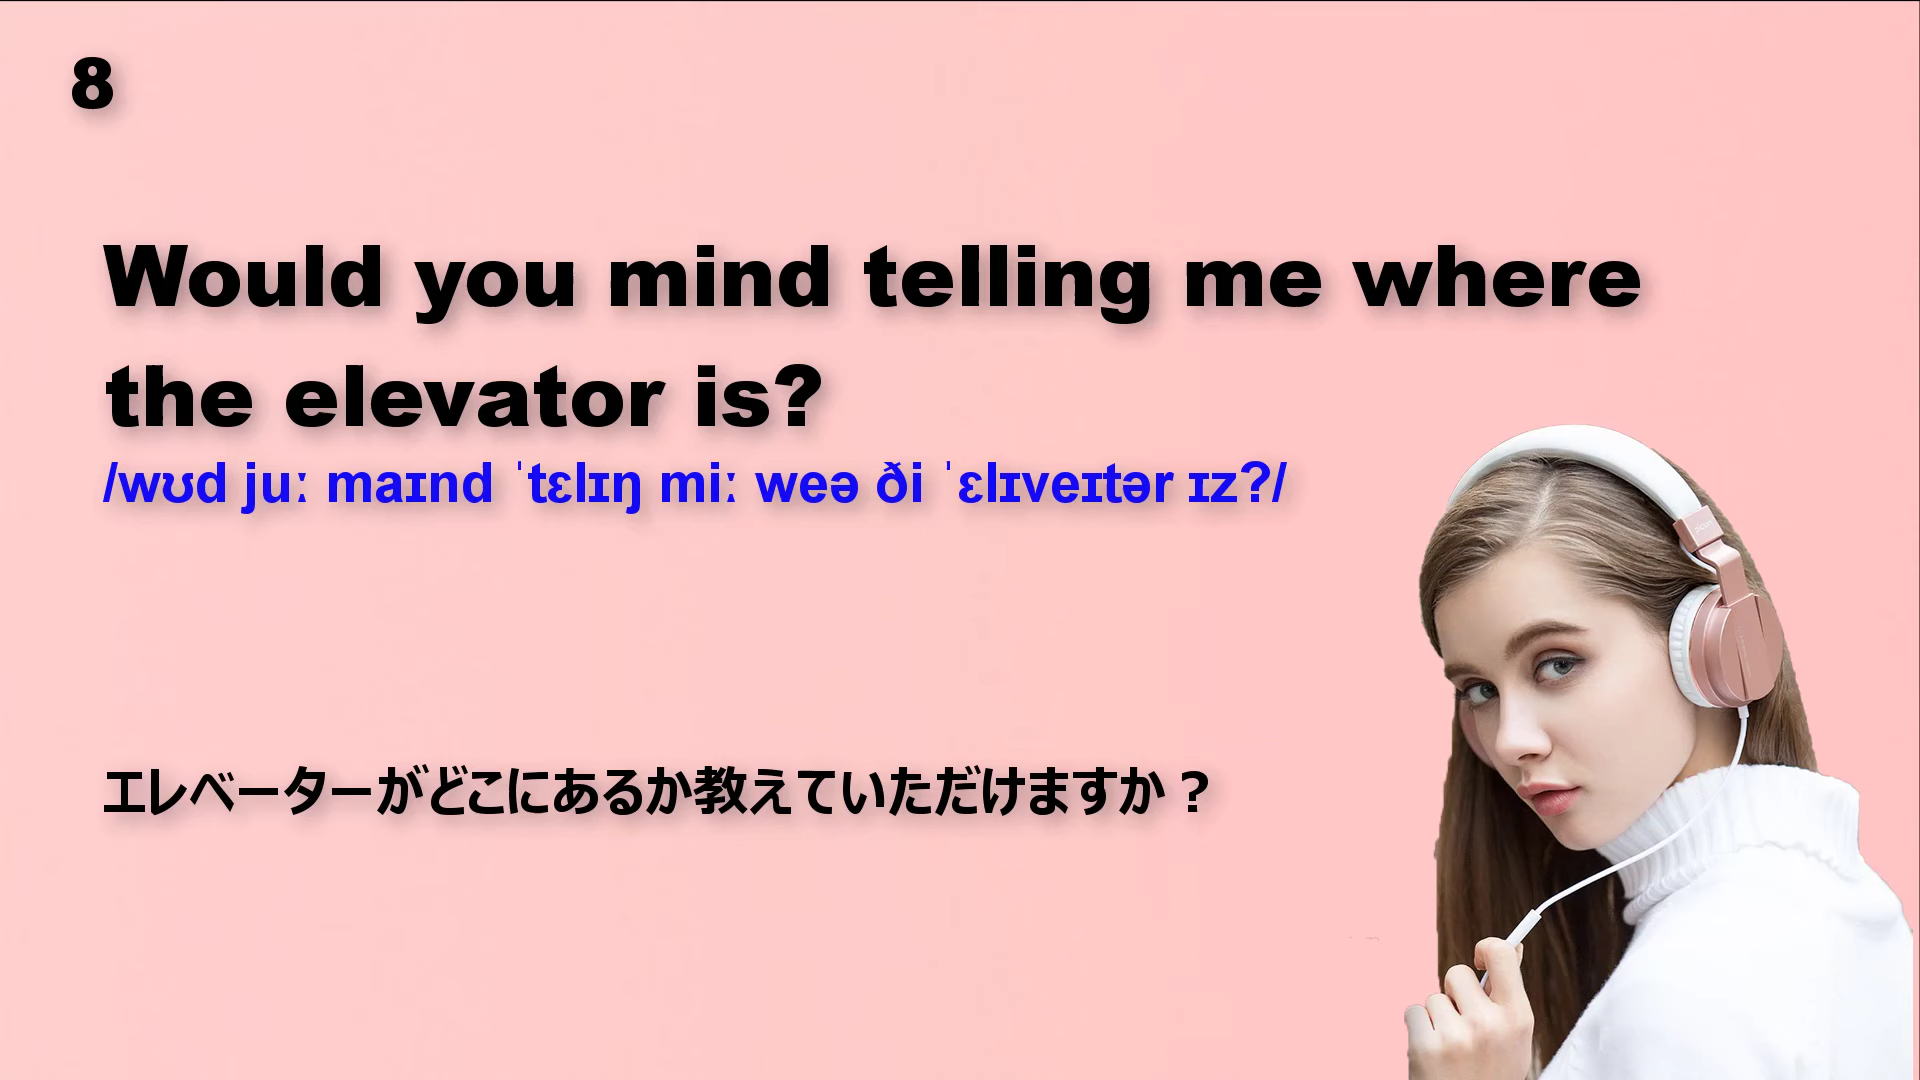 8
Would you mind telling me where
the elevator is?
/wʊd juː maɪnd ˈtɛlɪŋ miː weə ði ˈɛlɪveɪtər ɪz?/
エレベーターがどこにあるか教えていただけますか？